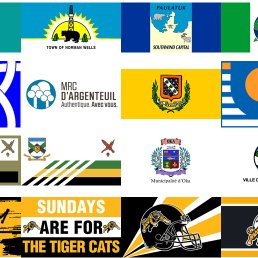 TOWN OF NORMAN WELLS
PAULATUK
SOUTHWIND CAPITAL
MRC
D'ARGENTEUIL
Authentique. Avec vous.
Municipalité d'Oka
VILLE
SUNDAYS
ARE FOR
THE TIGER CATS